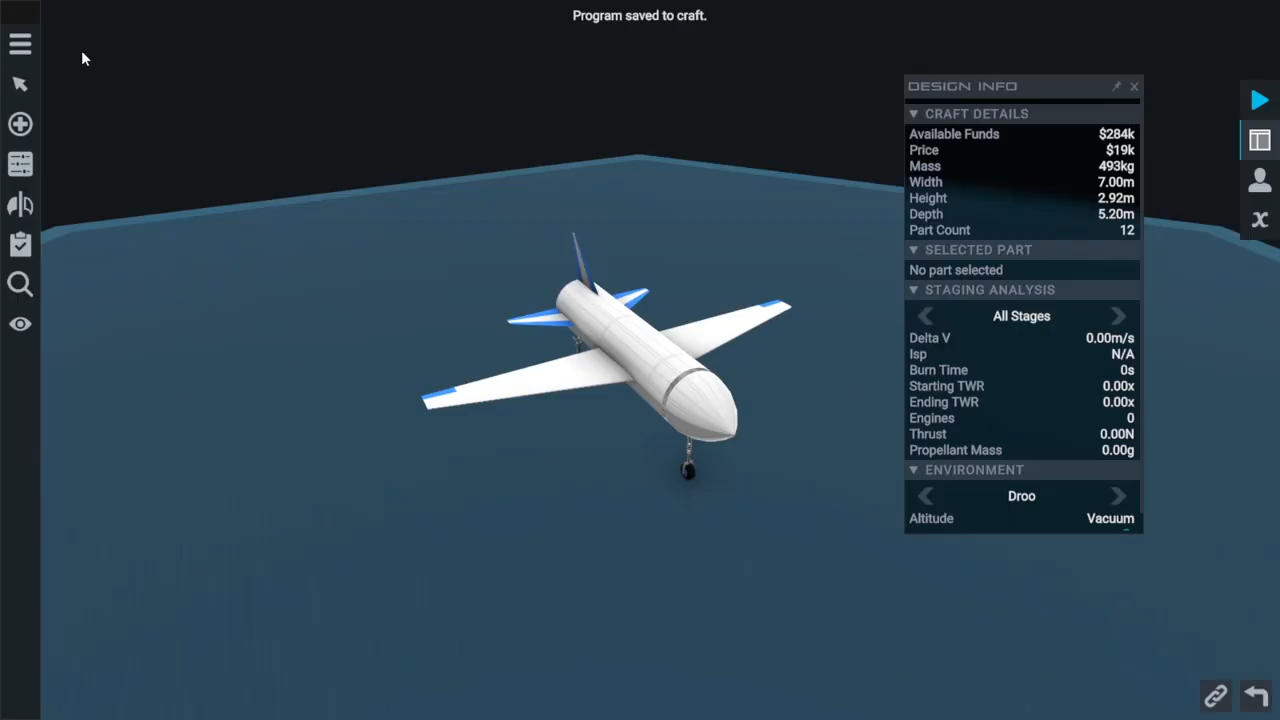 Program saved to craft.
DESIGN INFO
CRAFT DETAILS
Available Funds $284k
Price $19k
Mass 493kg
Width 7.00m
Height 2.92m
Depth 5.20m
Part Count 12
SELECTED PART
No part selected
STAGING ANALYSIS
All Stages
Delta V 0.00m/s
Isp N/A
Burn Time 0s
Starting TWR 0.00x
Ending TWR 0.00x
Engines 0
Thrust 0.00N
Propellant Mass 0.00g
ENVIRONMENT
Droo
Altitude Vacuum